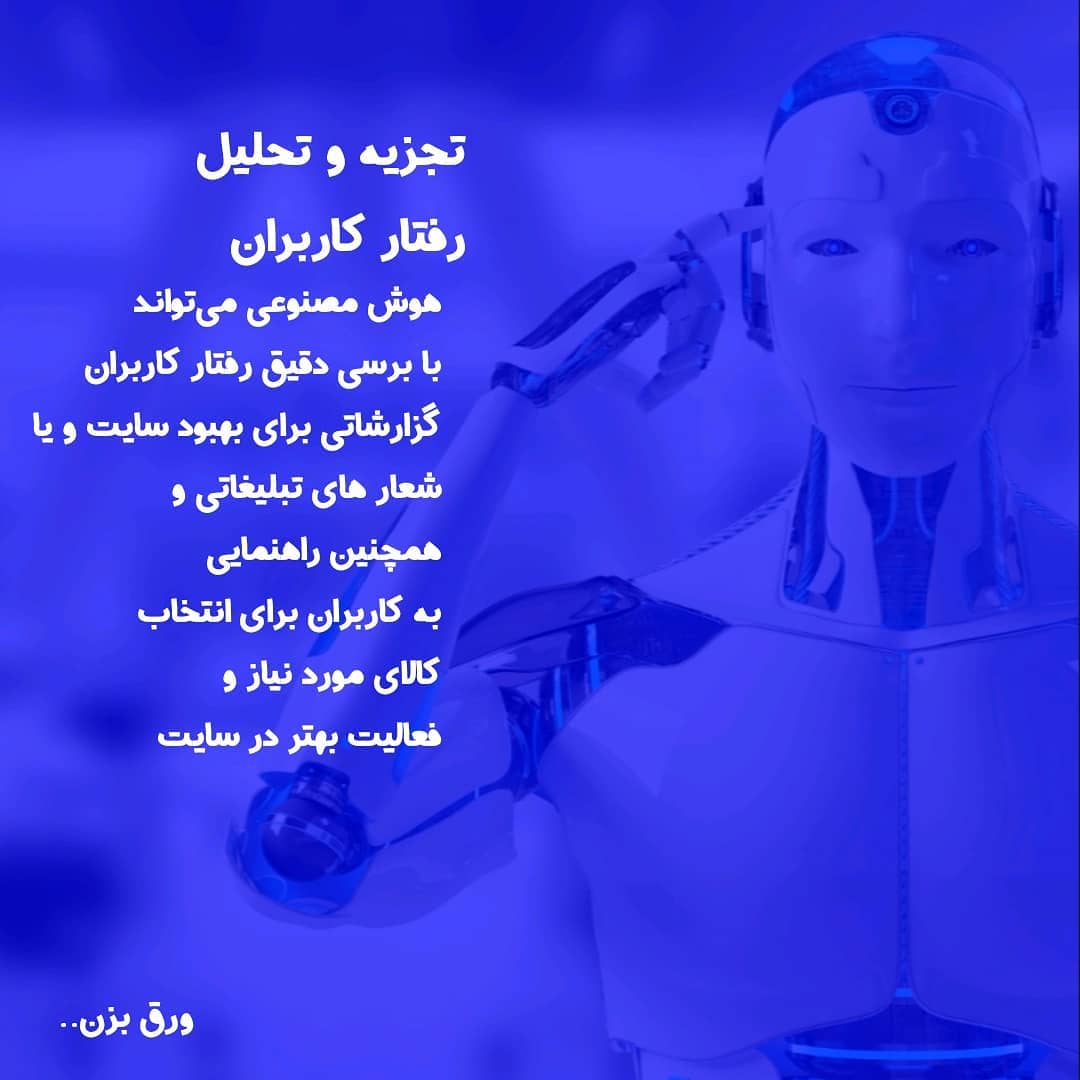 تجزیه و تحلیل
رفتار کاربران
هوش مصنوعی می‌تواند
با برسی دقیق رفتار کاربران
گزارشاتی برای بهبود سایت و یا
شعار های تبلیغاتی و
همچنین راهنمایی
به کاربران برای انتخاب
کالای مورد نیاز و
فعالیت بهتر در سایت
ورق بزن..